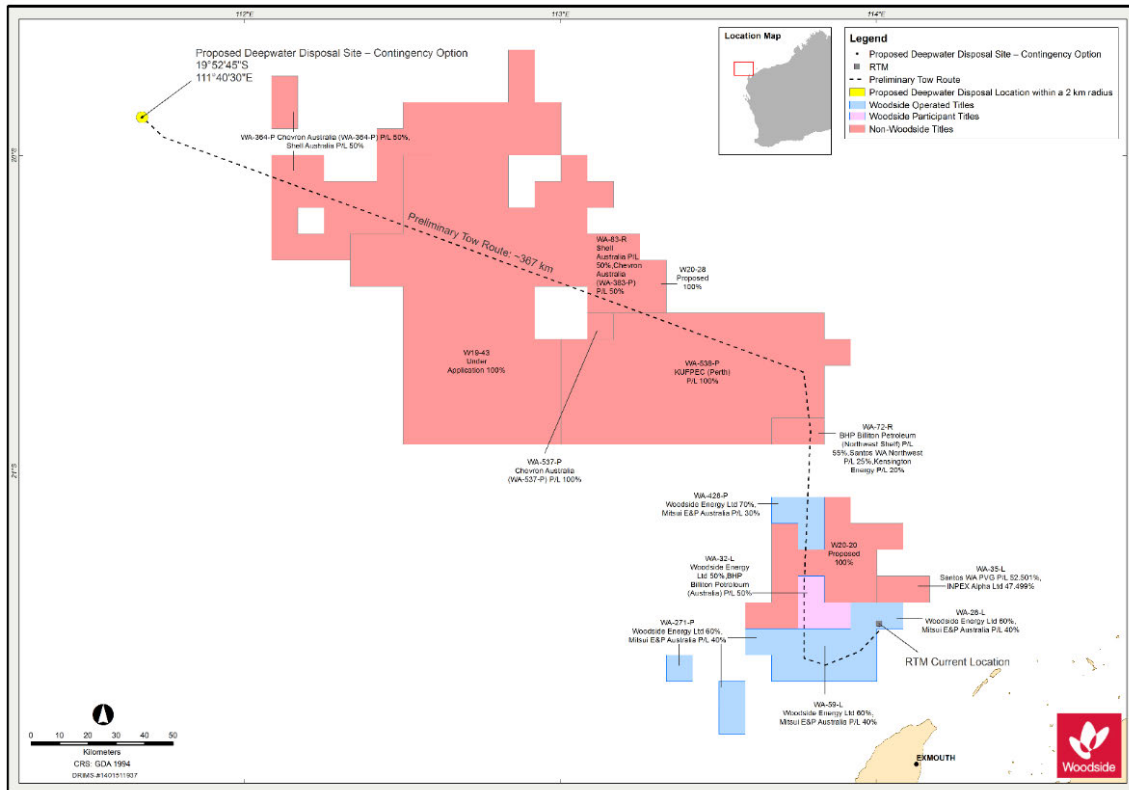 112°E
113°E
114°E
20°S
21°S
Proposed Deepwater Disposal Site – Contingency Option
19°52'45"S
111°40'30"E
Location Map
Legend
Proposed Deepwater Disposal Site – Contingency Option
RTM
Preliminary Tow Route
Proposed Deepwater Disposal Location within a 2 km radius
Woodside Operated Titles
Woodside Participant Titles
Non-Woodside Titles
WA-364-P Chevron Australia (WA-364-P) P/L 50%,
Shell Australia P/L 50%
Preliminary Tow Route: ~367 km
WA-83-R
Shell
Australia P/L
50%,Chevron
Australia
(WA-383-P)
P/L 50%
W20-28
Proposed
100%
W19-43
Under
Application 100%
WA-538-P
KUFPEC (Perth)
P/L 100%
WA-537-P
Chevron Australia
(WA-537-P) P/L 100%
WA-72-R
BHP Billiton Petroleum
(Northwest Shelf) P/L
55%,Santos WA Northwest
P/L 25%,Kensington
Energy P/L 20%
WA-428-P
Woodside Energy Ltd 70%,
Mitsui E&P Australia P/L 30%
W20-20
Proposed
100%
WA-32-L
Woodside Energy
Ltd 50%,BHP
Billiton Petroleum
(Australia) P/L 50%
WA-35-L
Santos WA PVG P/L 52.501%,
INPEX Alpha Ltd 47.499%
WA-28-L
Woodside Energy Ltd 60%,
Mitsui E&P Australia P/L 40%
WA-271-P
Woodside Energy Ltd 60%,
Mitsui E&P Australia P/L 40%
RTM Current Location
WA-59-L
Woodside Energy Ltd 60%,
Mitsui E&P Australia P/L 40%
0 10 20 30 40 50
Kilometers
CRS: GDA 1994
DRIMS-#1401511937
EXMOUTH
Woodside